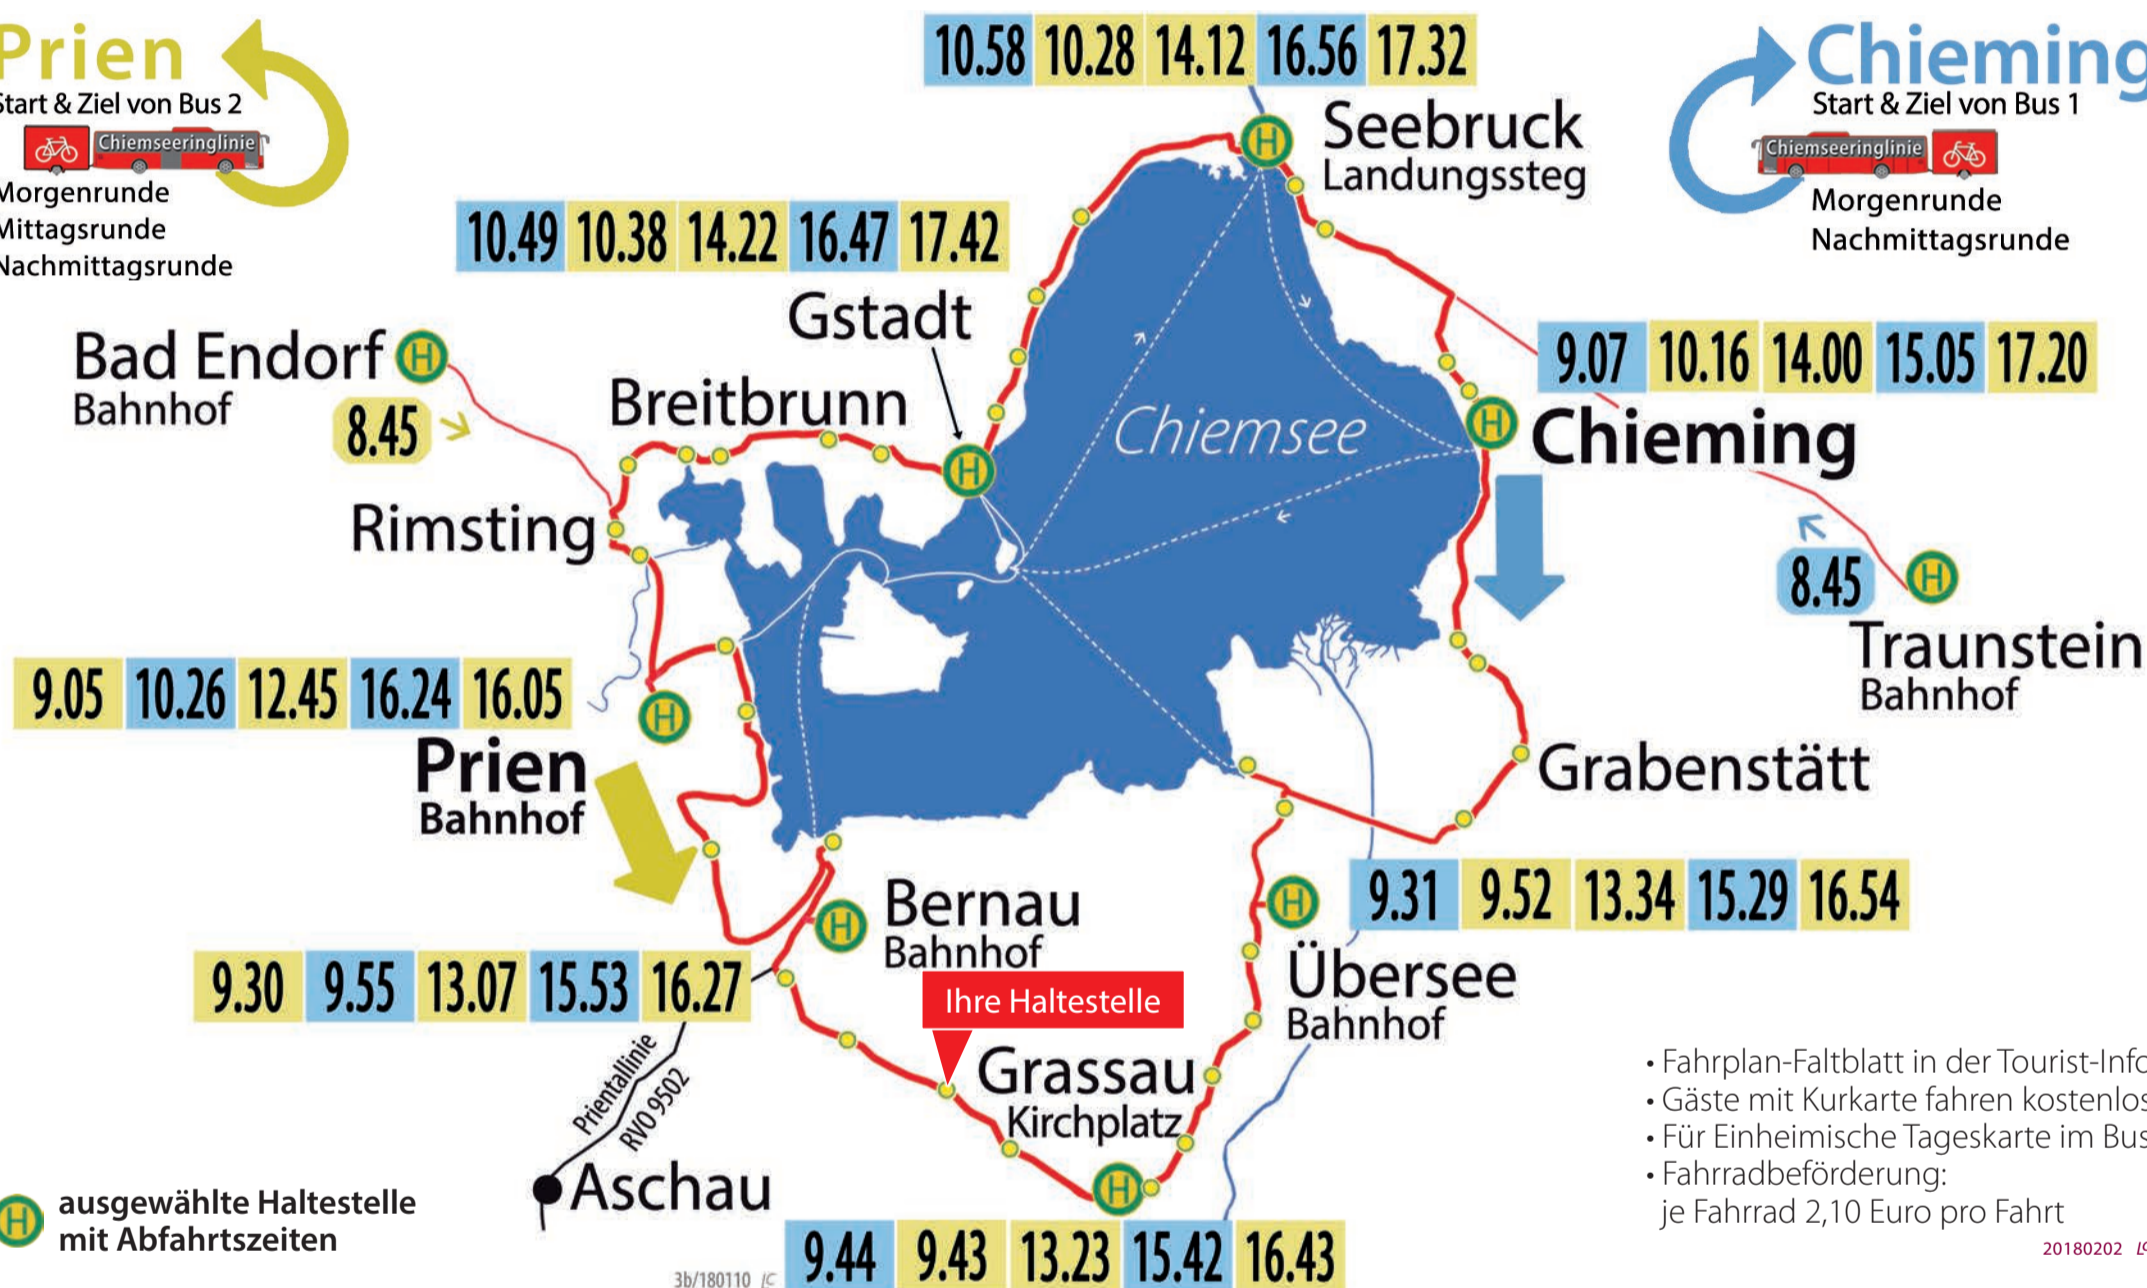 Prien
Start & Ziel von Bus 2
Chiemseeringlinie
Morgenrunde
Mittagsrunde
Nachmittagsrunde
10.58 10.28 14.12 16.56 17.32
Seebruck
Landungssteg
Chieming
Start & Ziel von Bus 1
Chiemseeringlinie
Morgenrunde
Nachmittagsrunde
10.49 10.38 14.22 16.47 17.42
Gstadt
Bad Endorf H
Bahnhof
8.45
Breitbrunn
H
H
Chiemsee
9.07 10.16 14.00 15.05 17.20
H Chieming
Rimsting
8.45 H
Traunstein
Bahnhof
9.05 10.26 12.45 16.24 16.05
H
Prien
Bahnhof
Grabenstätt
9.31 9.52 13.34 15.29 16.54
H
Übersee
Bahnhof
H Bernau
Bahnhof
9.30 9.55 13.07 15.53 16.27
Ihre Haltestelle
Prientallinie
RVO 9502
Aschau
Grassau
Kirchplatz
H
9.44 9.43 13.23 15.42 16.43
H ausgewählte Haltestelle
mit Abfahrtszeiten
3b/180110 LC
• Fahrplan-Faltblatt in der Tourist-Info
• Gäste mit Kurkarte fahren kostenlos
• Für Einheimische Tageskarte im Bus
• Fahrradbeförderung:
je Fahrrad 2,10 Euro pro Fahrt
20180202